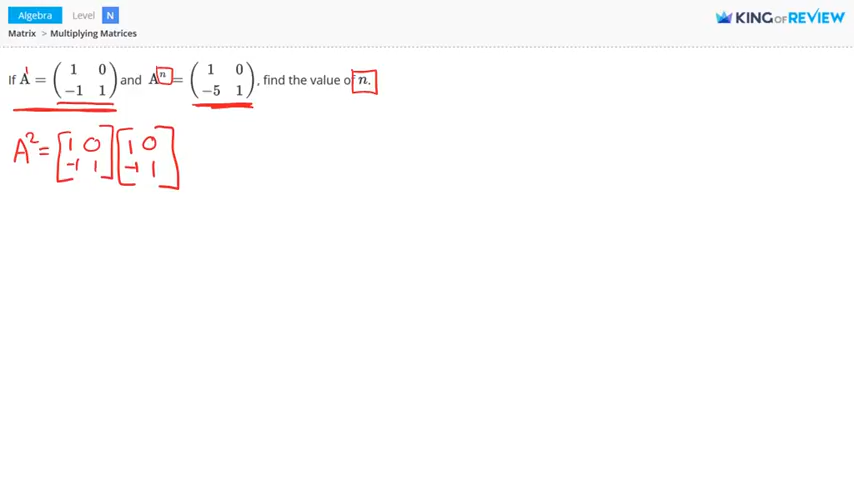 Algebra Level N
KING OF REVIEW
Matrix > Multiplying Matrices
If A¹ = ( 1 0 ; −1 1 ) and Aⁿ = ( 1 0 ; −5 1 ), find the value of n.
A² = [ 1 0 ; -1 1 ] [ 1 0 ; -1 1 ]